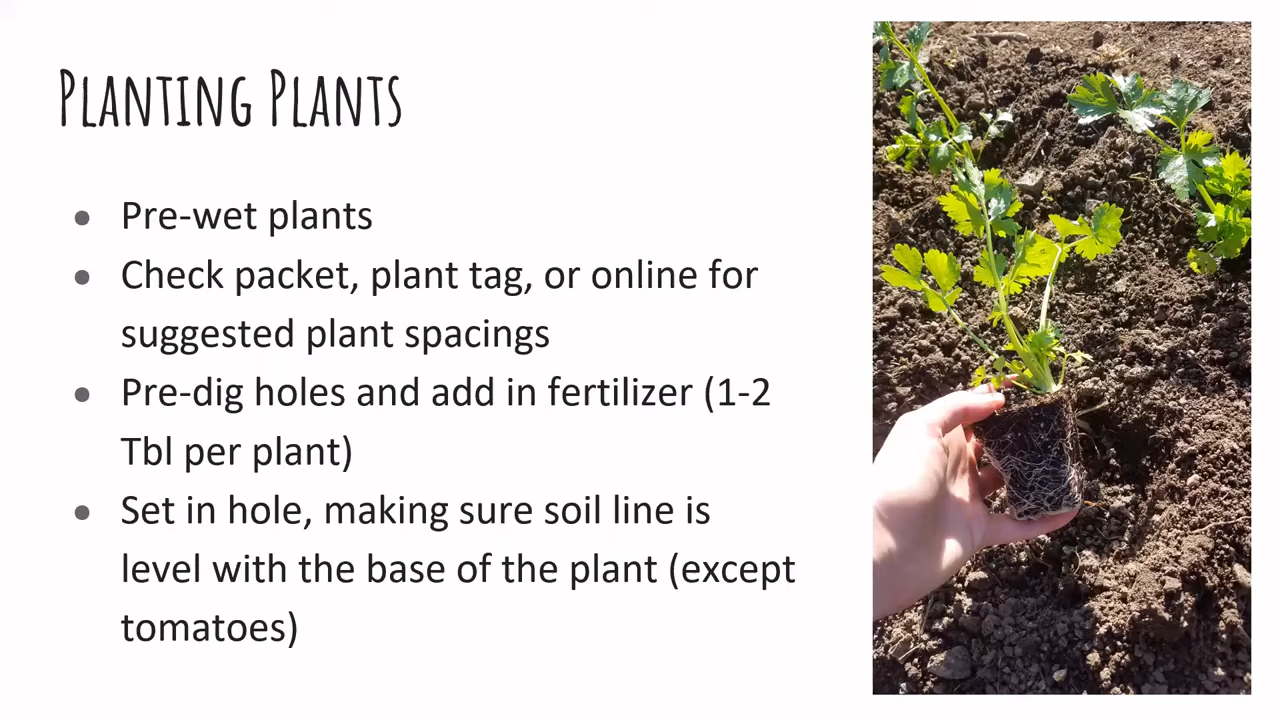 Planting Plants
● Pre-wet plants
● Check packet, plant tag, or online for
suggested plant spacings
● Pre-dig holes and add in fertilizer (1-2
Tbl per plant)
● Set in hole, making sure soil line is
level with the base of the plant (except
tomatoes)